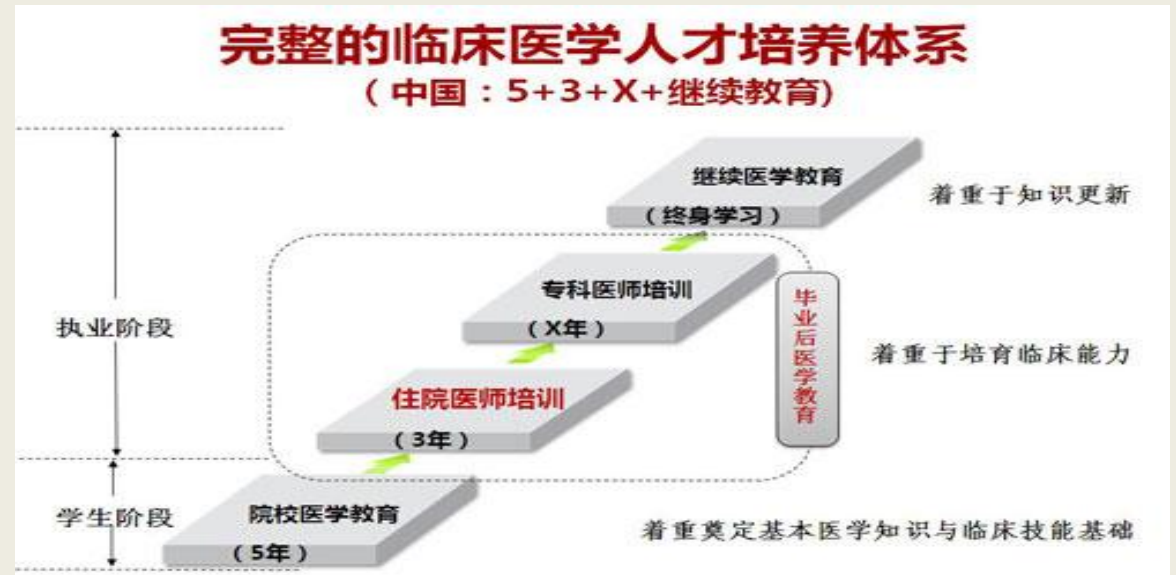 完整的临床医学人才培养体系
（中国：5+3+X+继续教育)
继续医学教育
（终身学习）
着重于知识更新
专科医师培训
（X年）
毕业后医学教育
执业阶段
着重于培育临床能力
住院医师培训
（3年）
学生阶段
院校医学教育
（5年）
着重奠定基本医学知识与临床技能基础